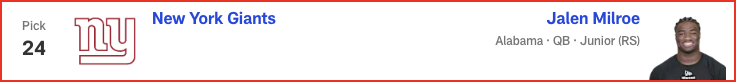 Pick
24
ny
New York Giants
Jalen Milroe
Alabama · QB · Junior (RS)